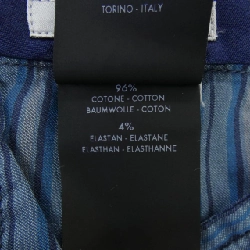 TORINO - ITALY
96%
COTONE - COTTON
BAUMWOLLE - COTON
4%
ELASTAN - ELASTANE
ELASTHAN - ELASTHANNE